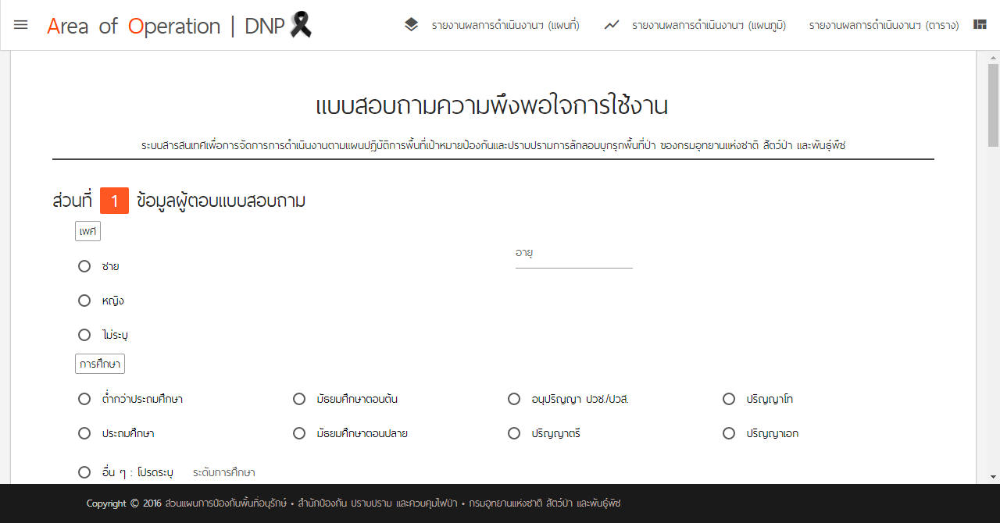 Area of Operation | DNP
รายงานผลการดำเนินงานฯ (แผนที่)
รายงานผลการดำเนินงานฯ (แผนภูมิ)
รายงานผลการดำเนินงานฯ (ตาราง)
แบบสอบถามความพึงพอใจการใช้งาน
ระบบสารสนเทศเพื่อการจัดการการดำเนินงานตามแผนปฏิบัติการพื้นที่เป้าหมายป้องกันและปราบปรามการลักลอบบุกรุกพื้นที่ป่า ของกรมอุทยานแห่งชาติ สัตว์ป่า และพันธุ์พืช
ส่วนที่ 1 ข้อมูลผู้ตอบแบบสอบถาม
เพศ
อายุ
ชาย
หญิง
ไม่ระบุ
การศึกษา
ต่ำกว่าประถมศึกษา
มัธยมศึกษาตอนต้น
อนุปริญญา ปวช./ปวส.
ปริญญาโท
ประถมศึกษา
มัธยมศึกษาตอนปลาย
ปริญญาตรี
ปริญญาเอก
อื่น ๆ : โปรดระบุ
ระดับการศึกษา
Copyright © 2016 ส่วนแผนการป้องกันพื้นที่อนุรักษ์ • สำนักป้องกัน ปราบปราม และควบคุมไฟป่า • กรมอุทยานแห่งชาติ สัตว์ป่า และพันธุ์พืช